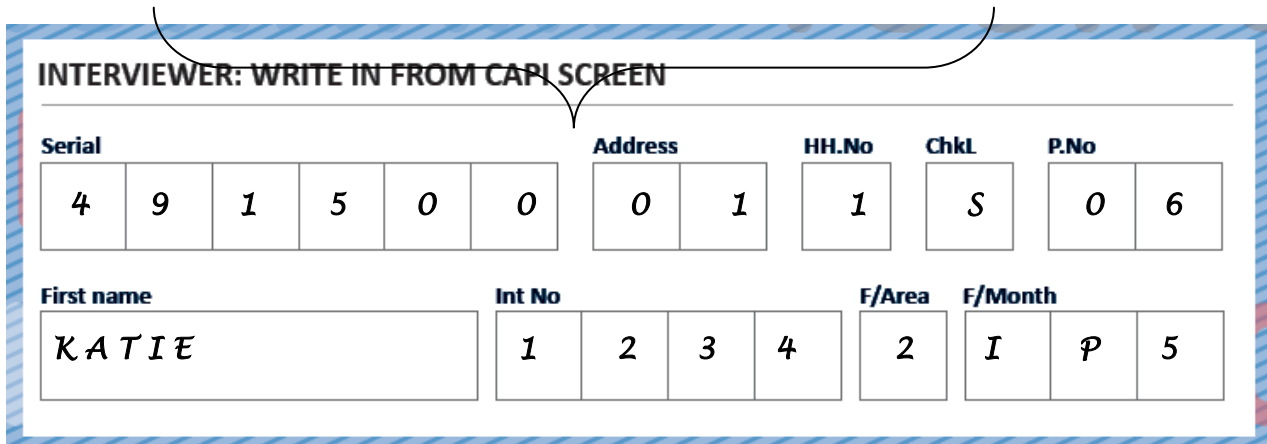 INTERVIEWER: WRITE IN FROM CAPI SCREEN
Serial Address HH.No ChkL P.No
4 9 1 5 0 0 0 1 1 S 0 6
First name Int No F/Area F/Month
KATIE 1 2 3 4 2 I P 5